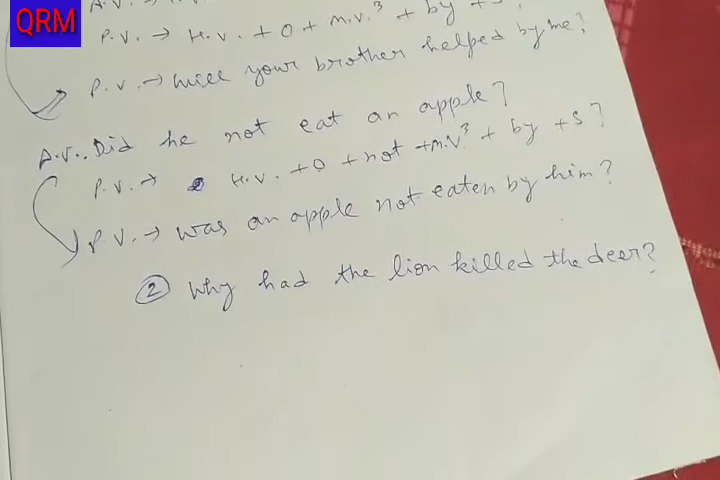 QRM
P.V. → H.V. + O + M.V.³ + by + S?
P.V. → Will your brother helped by me?
A.V.. Did he not eat an apple?
P.V. → H.V. + O + not + M.V³ + by + S?
P.V. → Was an apple not eaten by him?
② Why had the lion killed the deer?